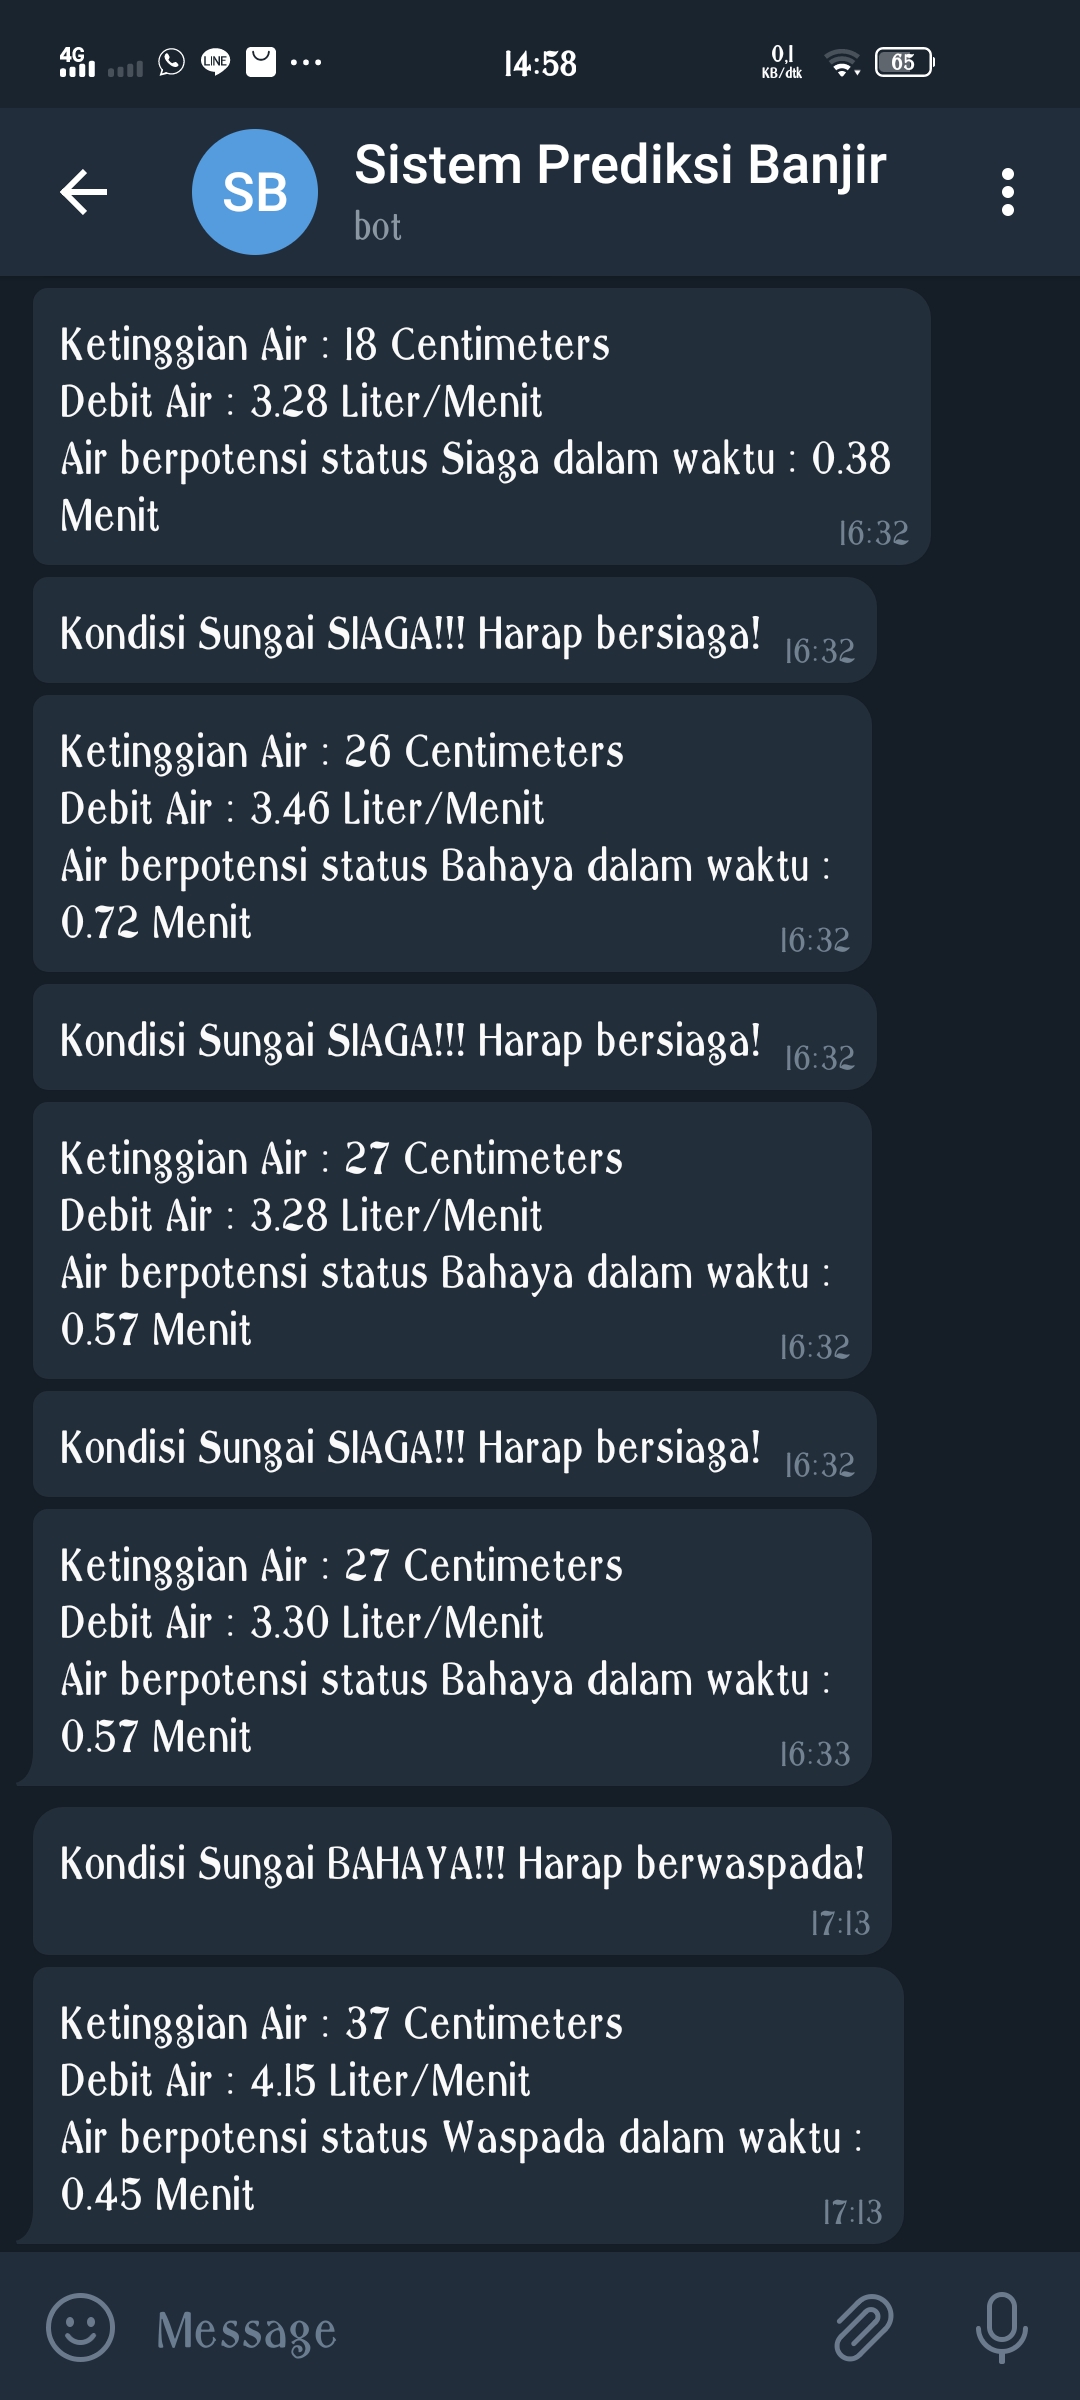 4G
LINE
14:58
0,1
KB/dtk
65
SB
Sistem Prediksi Banjir
bot
Ketinggian Air : 18 Centimeters
Debit Air : 3.28 Liter/Menit
Air berpotensi status Siaga dalam waktu : 0.38
Menit
16:32
Kondisi Sungai SIAGA!!! Harap bersiaga!
16:32
Ketinggian Air : 26 Centimeters
Debit Air : 3.46 Liter/Menit
Air berpotensi status Bahaya dalam waktu :
0.72 Menit
16:32
Kondisi Sungai SIAGA!!! Harap bersiaga!
16:32
Ketinggian Air : 27 Centimeters
Debit Air : 3.28 Liter/Menit
Air berpotensi status Bahaya dalam waktu :
0.57 Menit
16:32
Kondisi Sungai SIAGA!!! Harap bersiaga!
16:32
Ketinggian Air : 27 Centimeters
Debit Air : 3.30 Liter/Menit
Air berpotensi status Bahaya dalam waktu :
0.57 Menit
16:33
Kondisi Sungai BAHAYA!!! Harap berwaspada!
17:13
Ketinggian Air : 37 Centimeters
Debit Air : 4.15 Liter/Menit
Air berpotensi status Waspada dalam waktu :
0.45 Menit
17:13
Message